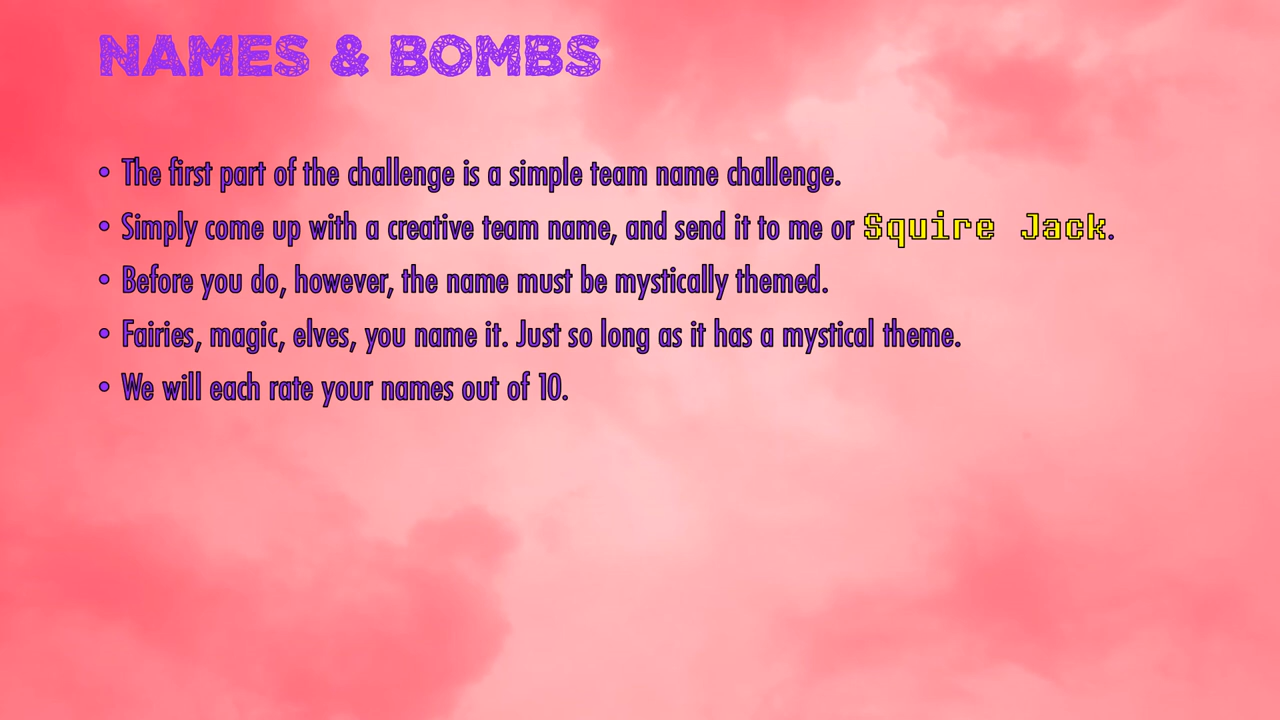 NAMES & BOMBS
• The first part of the challenge is a simple team name challenge.
• Simply come up with a creative team name, and send it to me or Squire Jack.
• Before you do, however, the name must be mystically themed.
• Fairies, magic, elves, you name it. Just so long as it has a mystical theme.
• We will each rate your names out of 10.